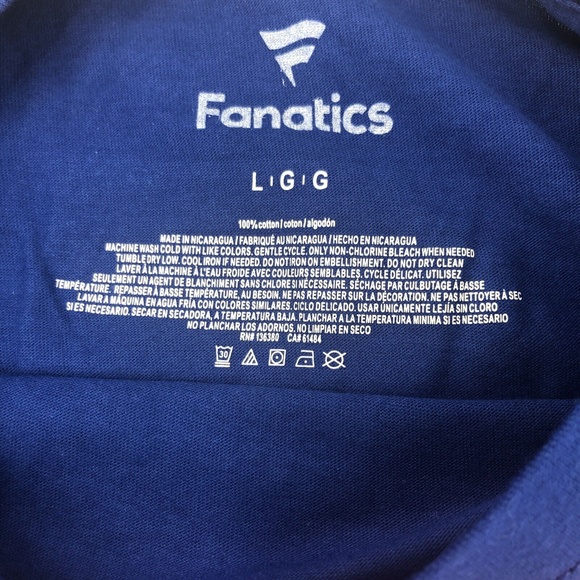 Fanatics
L G G
100% cotton / coton / algodón
MADE IN NICARAGUA / FABRIQUÉ AU NICARAGUA / HECHO EN NICARAGUA
MACHINE WASH COLD WITH LIKE COLORS. GENTLE CYCLE. ONLY NON-CHLORINE BLEACH WHEN NEEDED
TUMBLE DRY LOW. COOL IRON IF NEEDED. DO NOT IRON ON EMBELLISHMENT. DO NOT DRY CLEAN
LAVER À LA MACHINE À L'EAU FROIDE AVEC COULEURS SEMBLABLES. CYCLE DÉLICAT. UTILISEZ
SEULEMENT UN AGENT DE BLANCHIMENT SANS CHLORE SI NÉCESSAIRE. SÉCHAGE PAR CULBUTAGE À BASSE
TEMPÉRATURE. REPASSER À BASSE TEMPÉRATURE, AU BESOIN. NE PAS REPASSER SUR LA DÉCORATION. NE PAS NETTOYER À SEC
LAVAR A MÁQUINA EN AGUA FRÍA CON COLORES SIMILARES. CICLO DELICADO. USAR ÚNICAMENTE LEJÍA SIN CLORO
SI ES NECESARIO. SECAR EN SECADORA, A TEMPERATURA BAJA. PLANCHAR A LA TEMPERATURA MINIMA SI ES NECESARIO
NO PLANCHAR LOS ADORNOS. NO LIMPIAR EN SECO
RN# 136380 CA# 61484
30